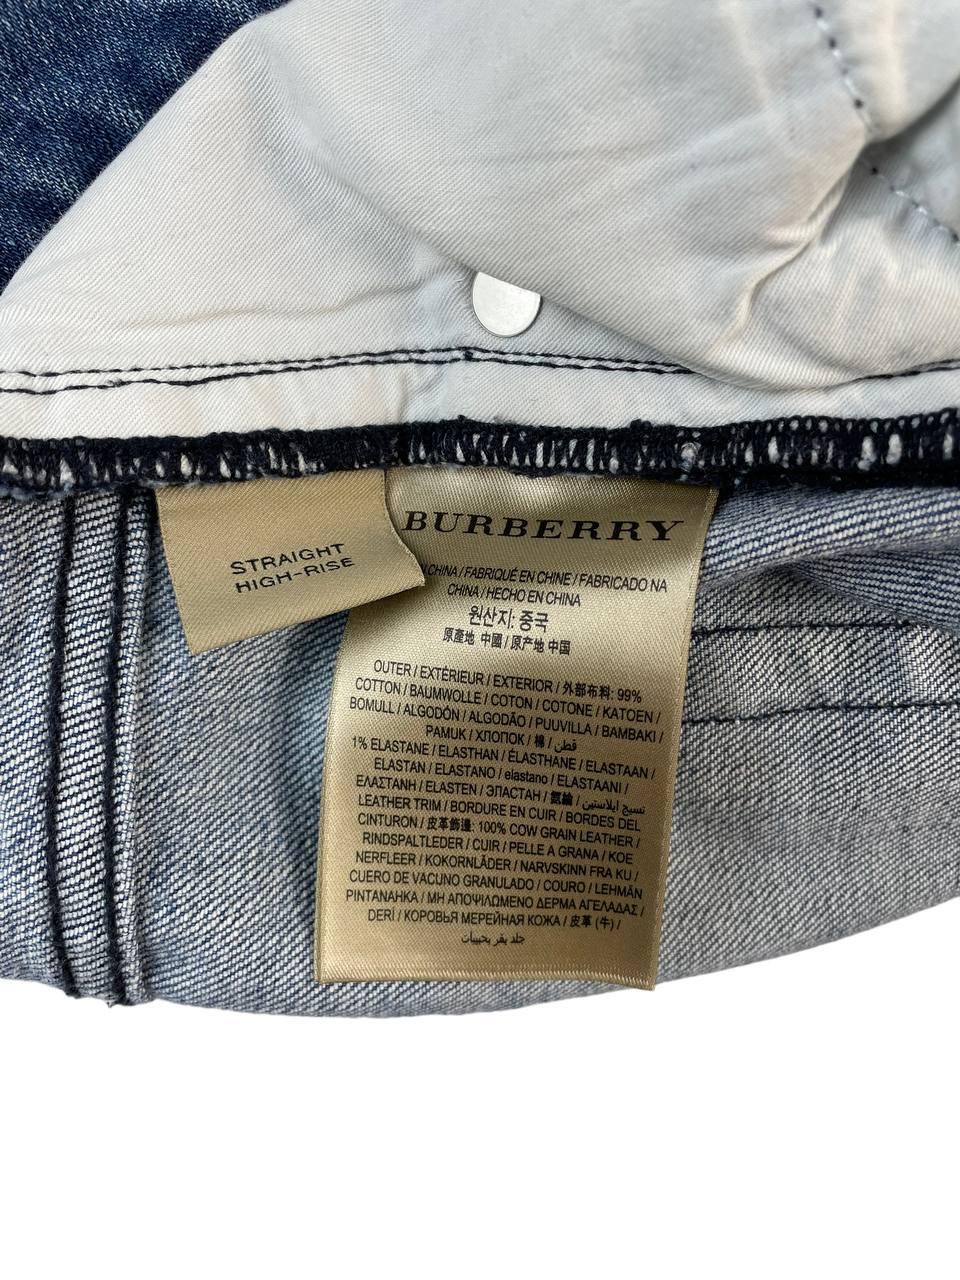 STRAIGHT
HIGH-RISE
BURBERRY
CHINA / FABRIQUÉ EN CHINE / FABRICADO NA
CHINA / HECHO EN CHINA
원산지: 중국
原產地 中國 / 原产地 中国
OUTER / EXTÉRIEUR / EXTERIOR / 外部布料: 99%
COTTON / BAUMWOLLE / COTON / COTONE / KATOEN /
BOMULL / ALGODÓN / ALGODÃO / PUUVILLA / BAMBAKI /
PAMUK / ХЛОПОК / 棉 / قطن
1% ELASTANE / ELASTHAN / ÉLASTHANE / ELASTAAN /
ELASTAN / ELASTANO / elastano / ELASTAANI /
ΕΛΑΣΤΑΝΗ / ELASTEN / ЭЛАСТАН / 氨綸 / نسيج ايلاستين
LEATHER TRIM / BORDURE EN CUIR / BORDES DEL
CINTURON / 皮革飾邊: 100% COW GRAIN LEATHER /
RINDSPALTLEDER / CUIR / PELLE A GRANA / KOE
NERFLEER / KOKORNLÄDER / NARVSKINN FRA KU /
CUERO DE VACUNO GRANULADO / COURO / LEHMÄN
PINTANAHKA / ΜΗ ΑΠΟΨΙΛΩΜΕΝΟ ΔΕΡΜΑ ΑΓΕΛΑΔΑΣ /
DERİ / КОРОВЬЯ МЕРЕЙНАЯ КОЖА / 皮革 (牛) /
جلد بقر بحبيبات